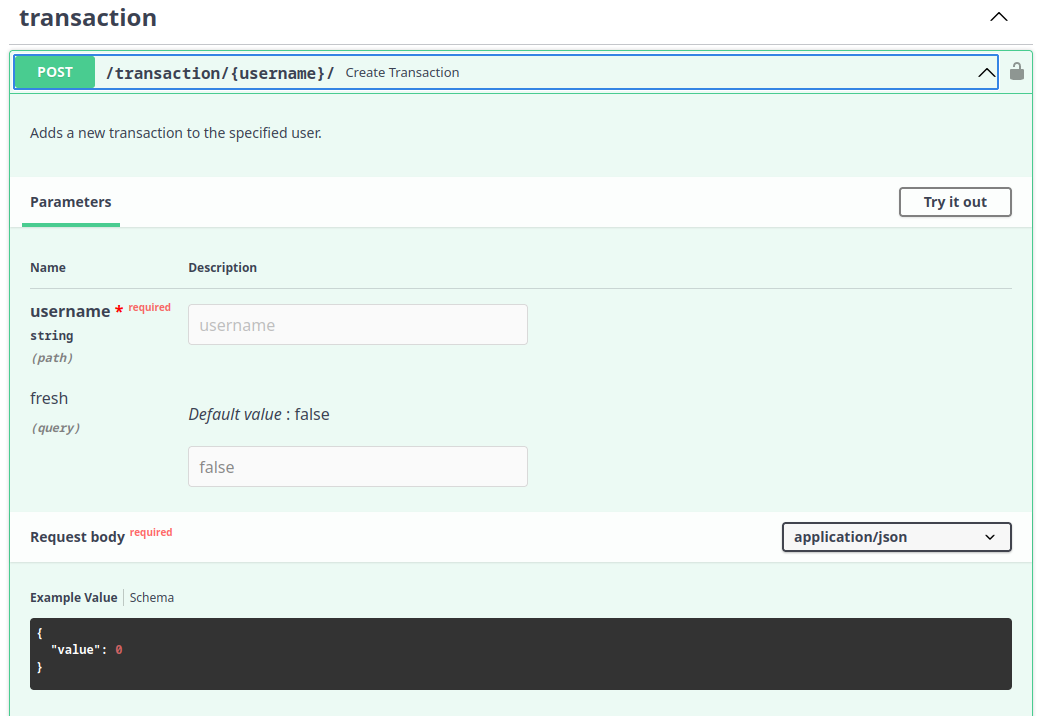 transaction
POST /transaction/{username}/ Create Transaction
Adds a new transaction to the specified user.
Parameters Try it out
Name Description
username * required username
string
(path)
fresh
Default value : false
(query)
false
Request body required application/json
Example Value Schema
{
"value": 0
}